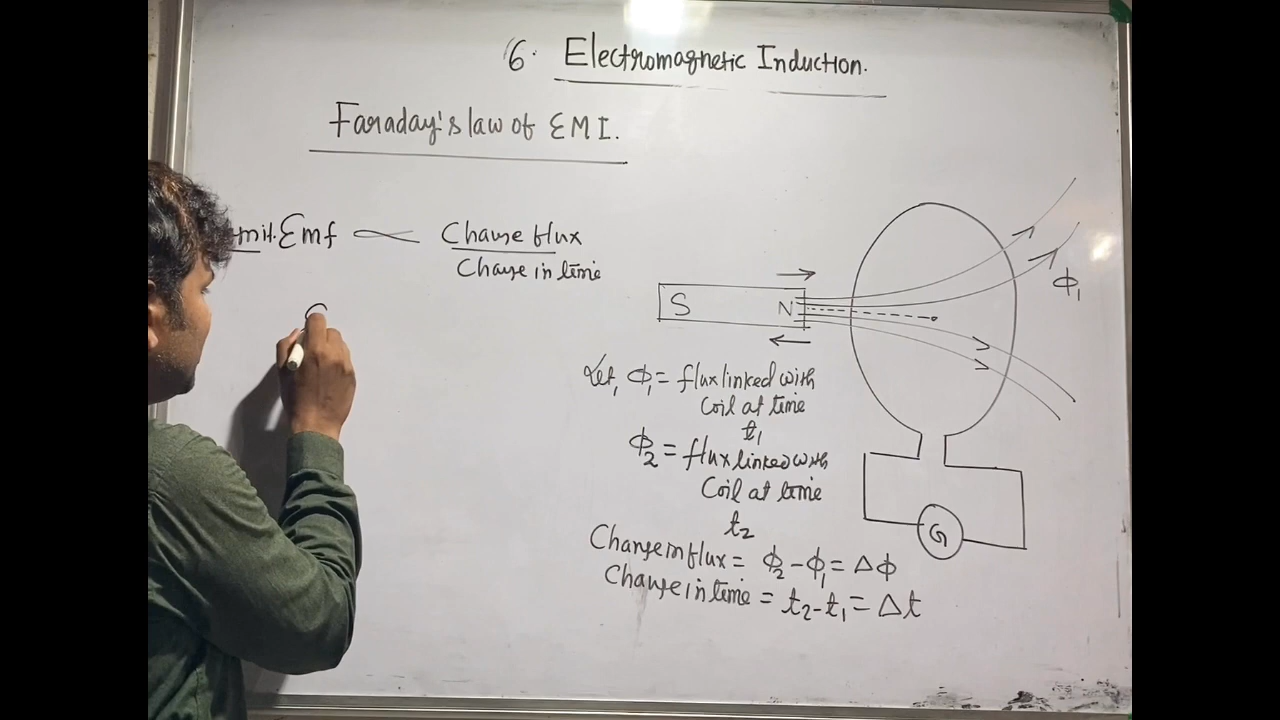 6. Electromagnetic Induction.
Faraday's law of EMI.
Emf ∝ Change flux
Change in time
S N
ϕ₁
Let, ϕ₁ = flux linked with
Coil at time
t₁
ϕ₂ = flux linked with
Coil at time
t₂
G
Change in flux = ϕ₂ - ϕ₁ = Δϕ
Change in time = t₂ - t₁ = Δt